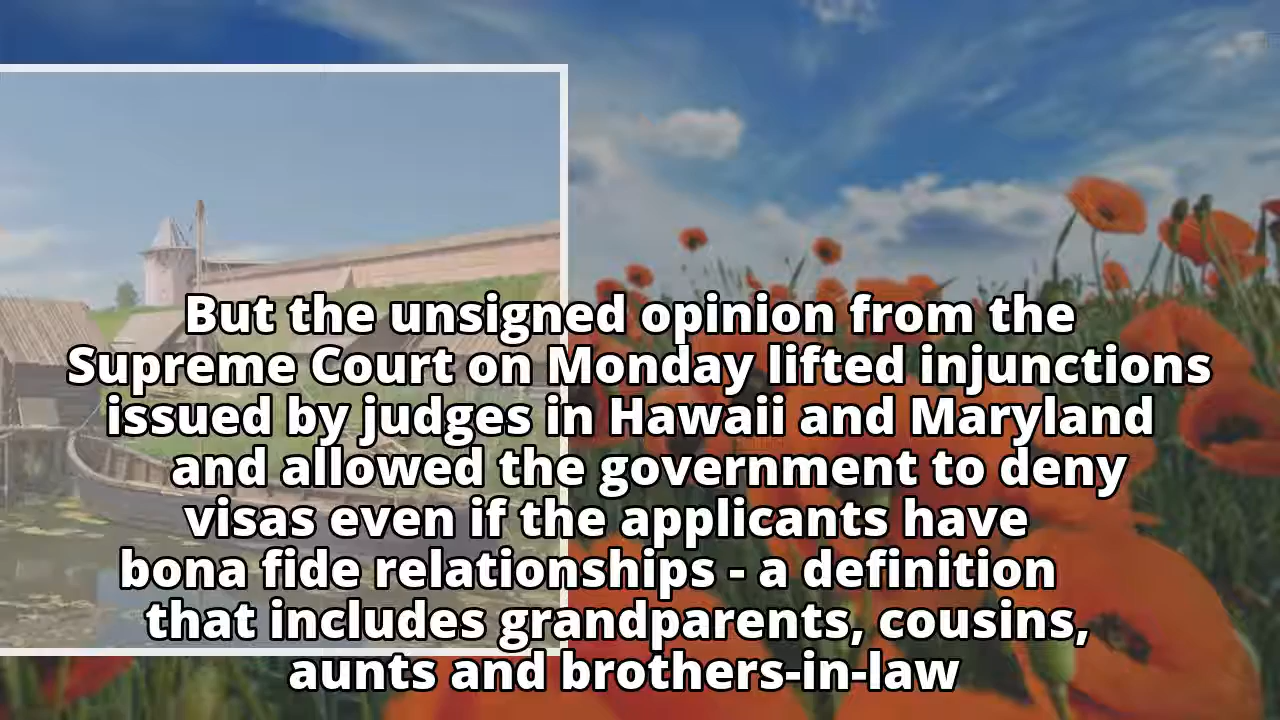 But the unsigned opinion from the
Supreme Court on Monday lifted injunctions
issued by judges in Hawaii and Maryland
and allowed the government to deny
visas even if the applicants have
bona fide relationships - a definition
that includes grandparents, cousins,
aunts and brothers-in-law